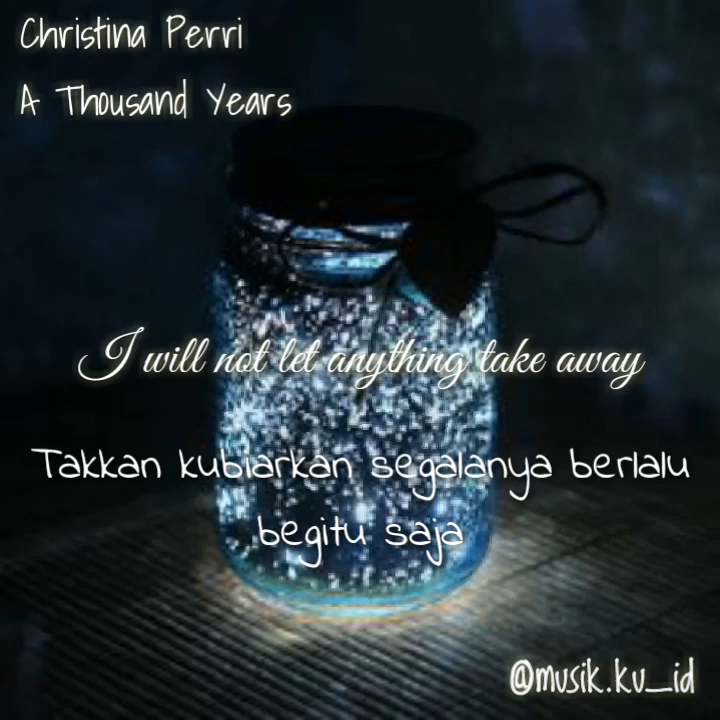 Christina Perri
A Thousand Years
I will not let anything take away
Takkan kubiarkan segalanya berlalu
begitu saja
@musik.ku_id